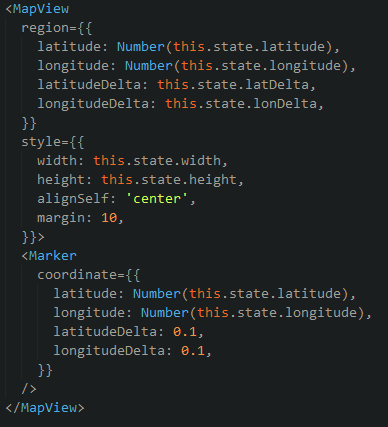 <MapView
region={{
latitude: Number(this.state.latitude),
longitude: Number(this.state.longitude),
latitudeDelta: this.state.latDelta,
longitudeDelta: this.state.lonDelta,
}}
style={{
width: this.state.width,
height: this.state.height,
alignSelf: 'center',
margin: 10,
}}>
<Marker
coordinate={{
latitude: Number(this.state.latitude),
longitude: Number(this.state.longitude),
latitudeDelta: 0.1,
longitudeDelta: 0.1,
}}
/>
</MapView>